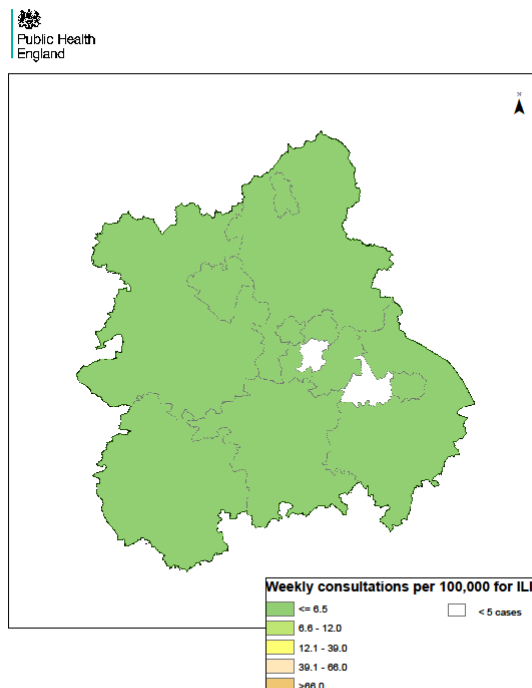 Public Health
England
N
Weekly consultations per 100,000 for ILI
<= 6.5
< 5 cases
6.6 - 12.0
12.1 - 39.0
39.1 - 66.0
>66.0